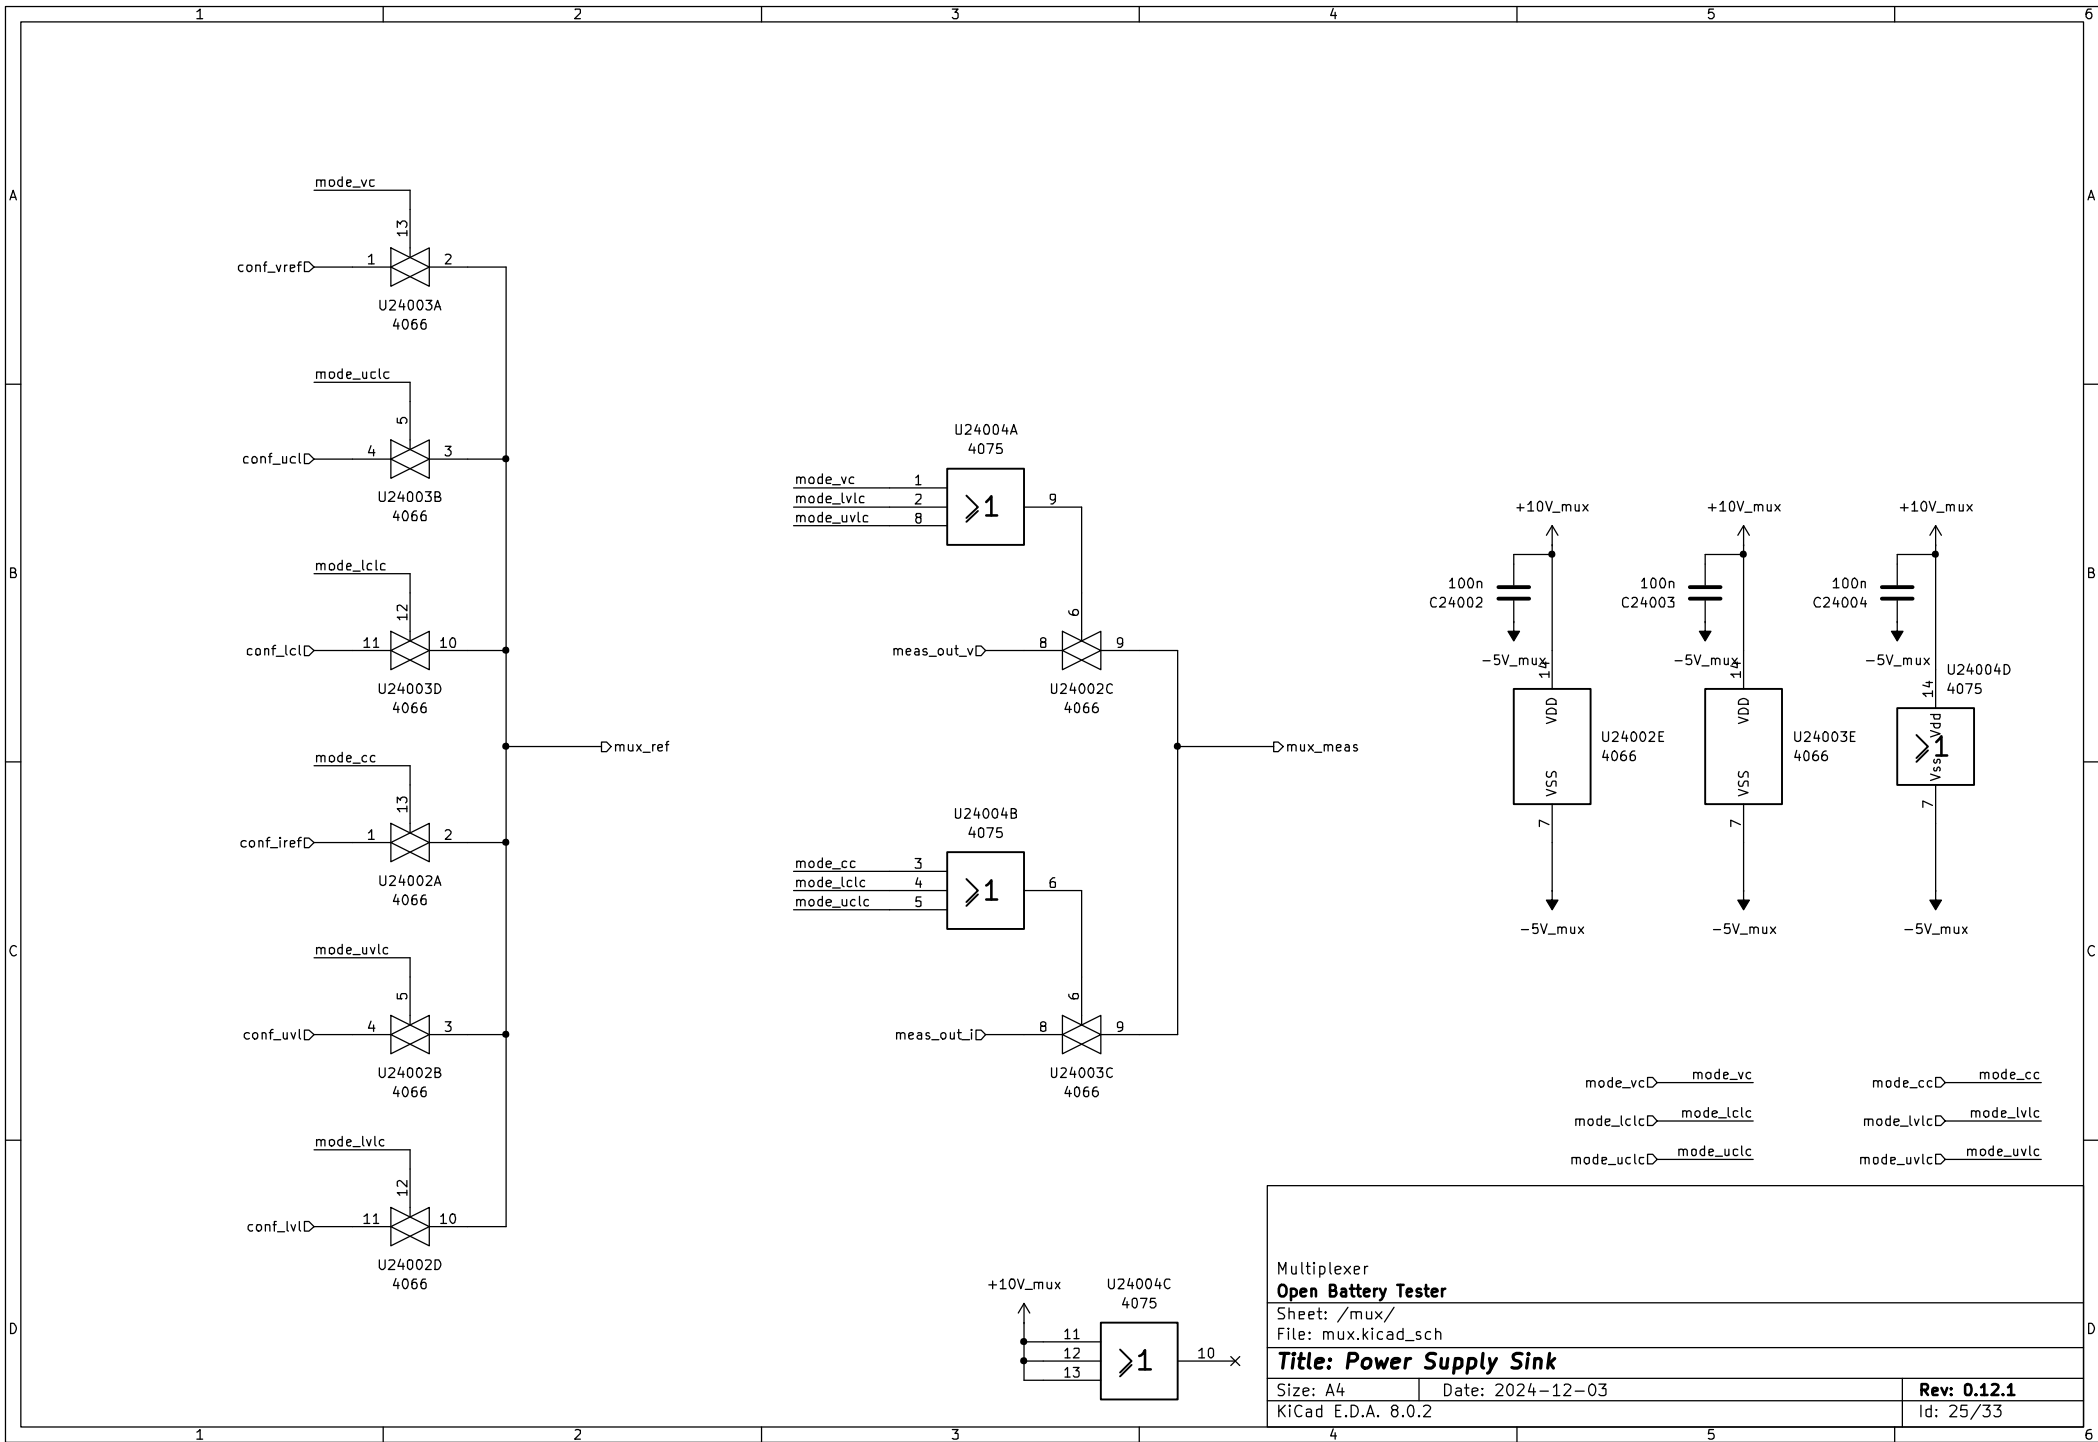 1 2 3 4 5 6
A A
mode_vc
13
conf_vref 1 2
U24003A
4066
mode_uclc
5
conf_ucl 4 3
U24003B
4066
mode_lclc
12
conf_lcl 11 10
U24003D
4066
mux_ref
mode_cc
13
conf_iref 1 2
U24002A
4066
mode_uvlc
5
conf_uvl 4 3
U24002B
4066
mode_lvlc
12
conf_lvl 11 10
U24002D
4066
U24004A
4075
mode_vc 1
mode_lvlc 2 ⩾1 9
mode_uvlc 8
6
meas_out_v 8 9
U24002C
4066
mux_meas
U24004B
4075
mode_cc 3
mode_lclc 4 ⩾1 6
mode_uclc 5
6
meas_out_i 8 9
U24003C
4066
+10V_mux
U24004C
4075
11
12 ⩾1 10
13
B B
+10V_mux
100n
C24002
-5V_mux
14
VDD
U24002E
4066
VSS
7
-5V_mux
+10V_mux
100n
C24003
-5V_mux
14
VDD
U24003E
4066
VSS
7
-5V_mux
+10V_mux
100n
C24004
-5V_mux
U24004D
4075
14
Vdd
⩾1
Vss
7
-5V_mux
C C
mode_vc mode_vc
mode_lclc mode_lclc
mode_uclc mode_uclc
mode_cc mode_cc
mode_lvlc mode_lvlc
mode_uvlc mode_uvlc
D D
Multiplexer
Open Battery Tester
Sheet: /mux/
File: mux.kicad_sch
Title: Power Supply Sink
Size: A4 Date: 2024-12-03 Rev: 0.12.1
KiCad E.D.A. 8.0.2 Id: 25/33
1 2 3 4 5 6